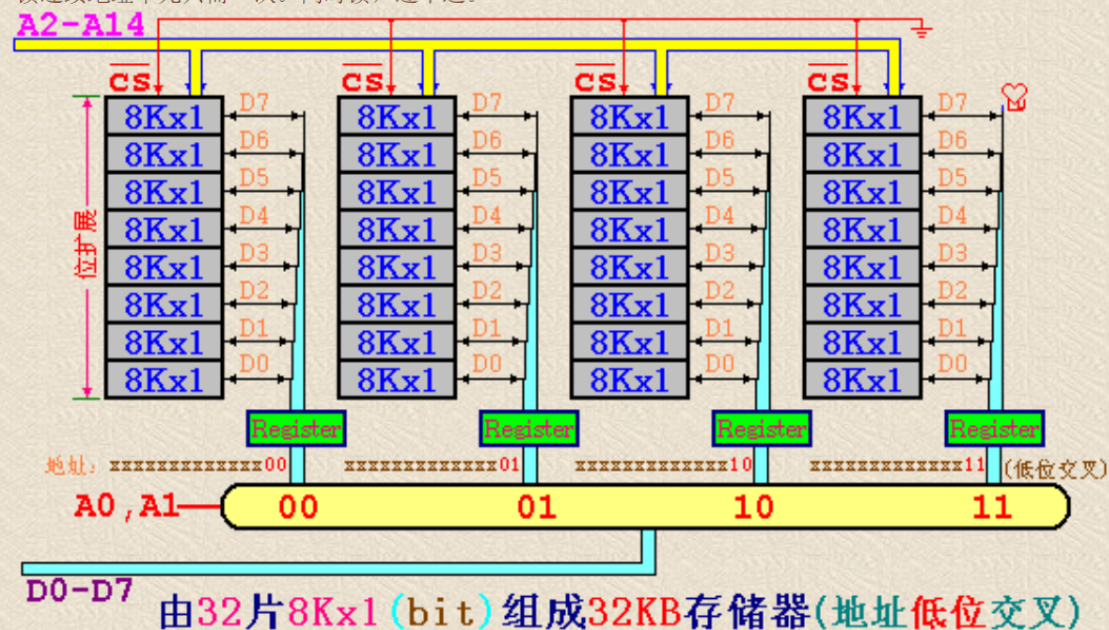 A2-A14
CS CS CS CS
D7 D7 D7 D7
8Kx1 8Kx1 8Kx1 8Kx1
D6 D6 D6 D6
8Kx1 8Kx1 8Kx1 8Kx1
D5 D5 D5 D5
8Kx1 8Kx1 8Kx1 8Kx1
D4 D4 D4 D4
8Kx1 8Kx1 8Kx1 8Kx1
位扩展
D3 D3 D3 D3
8Kx1 8Kx1 8Kx1 8Kx1
D2 D2 D2 D2
8Kx1 8Kx1 8Kx1 8Kx1
D1 D1 D1 D1
8Kx1 8Kx1 8Kx1 8Kx1
D0 D0 D0 D0
8Kx1 8Kx1 8Kx1 8Kx1
Register Register Register Register
地址: xxxxxxxxxxxxx00 xxxxxxxxxxxxx01 xxxxxxxxxxxxx10 xxxxxxxxxxxxx11 (低位交叉)
A0,A1 00 01 10 11
D0-D7
由32片8Kx1(bit)组成32KB存储器(地址低位交叉)